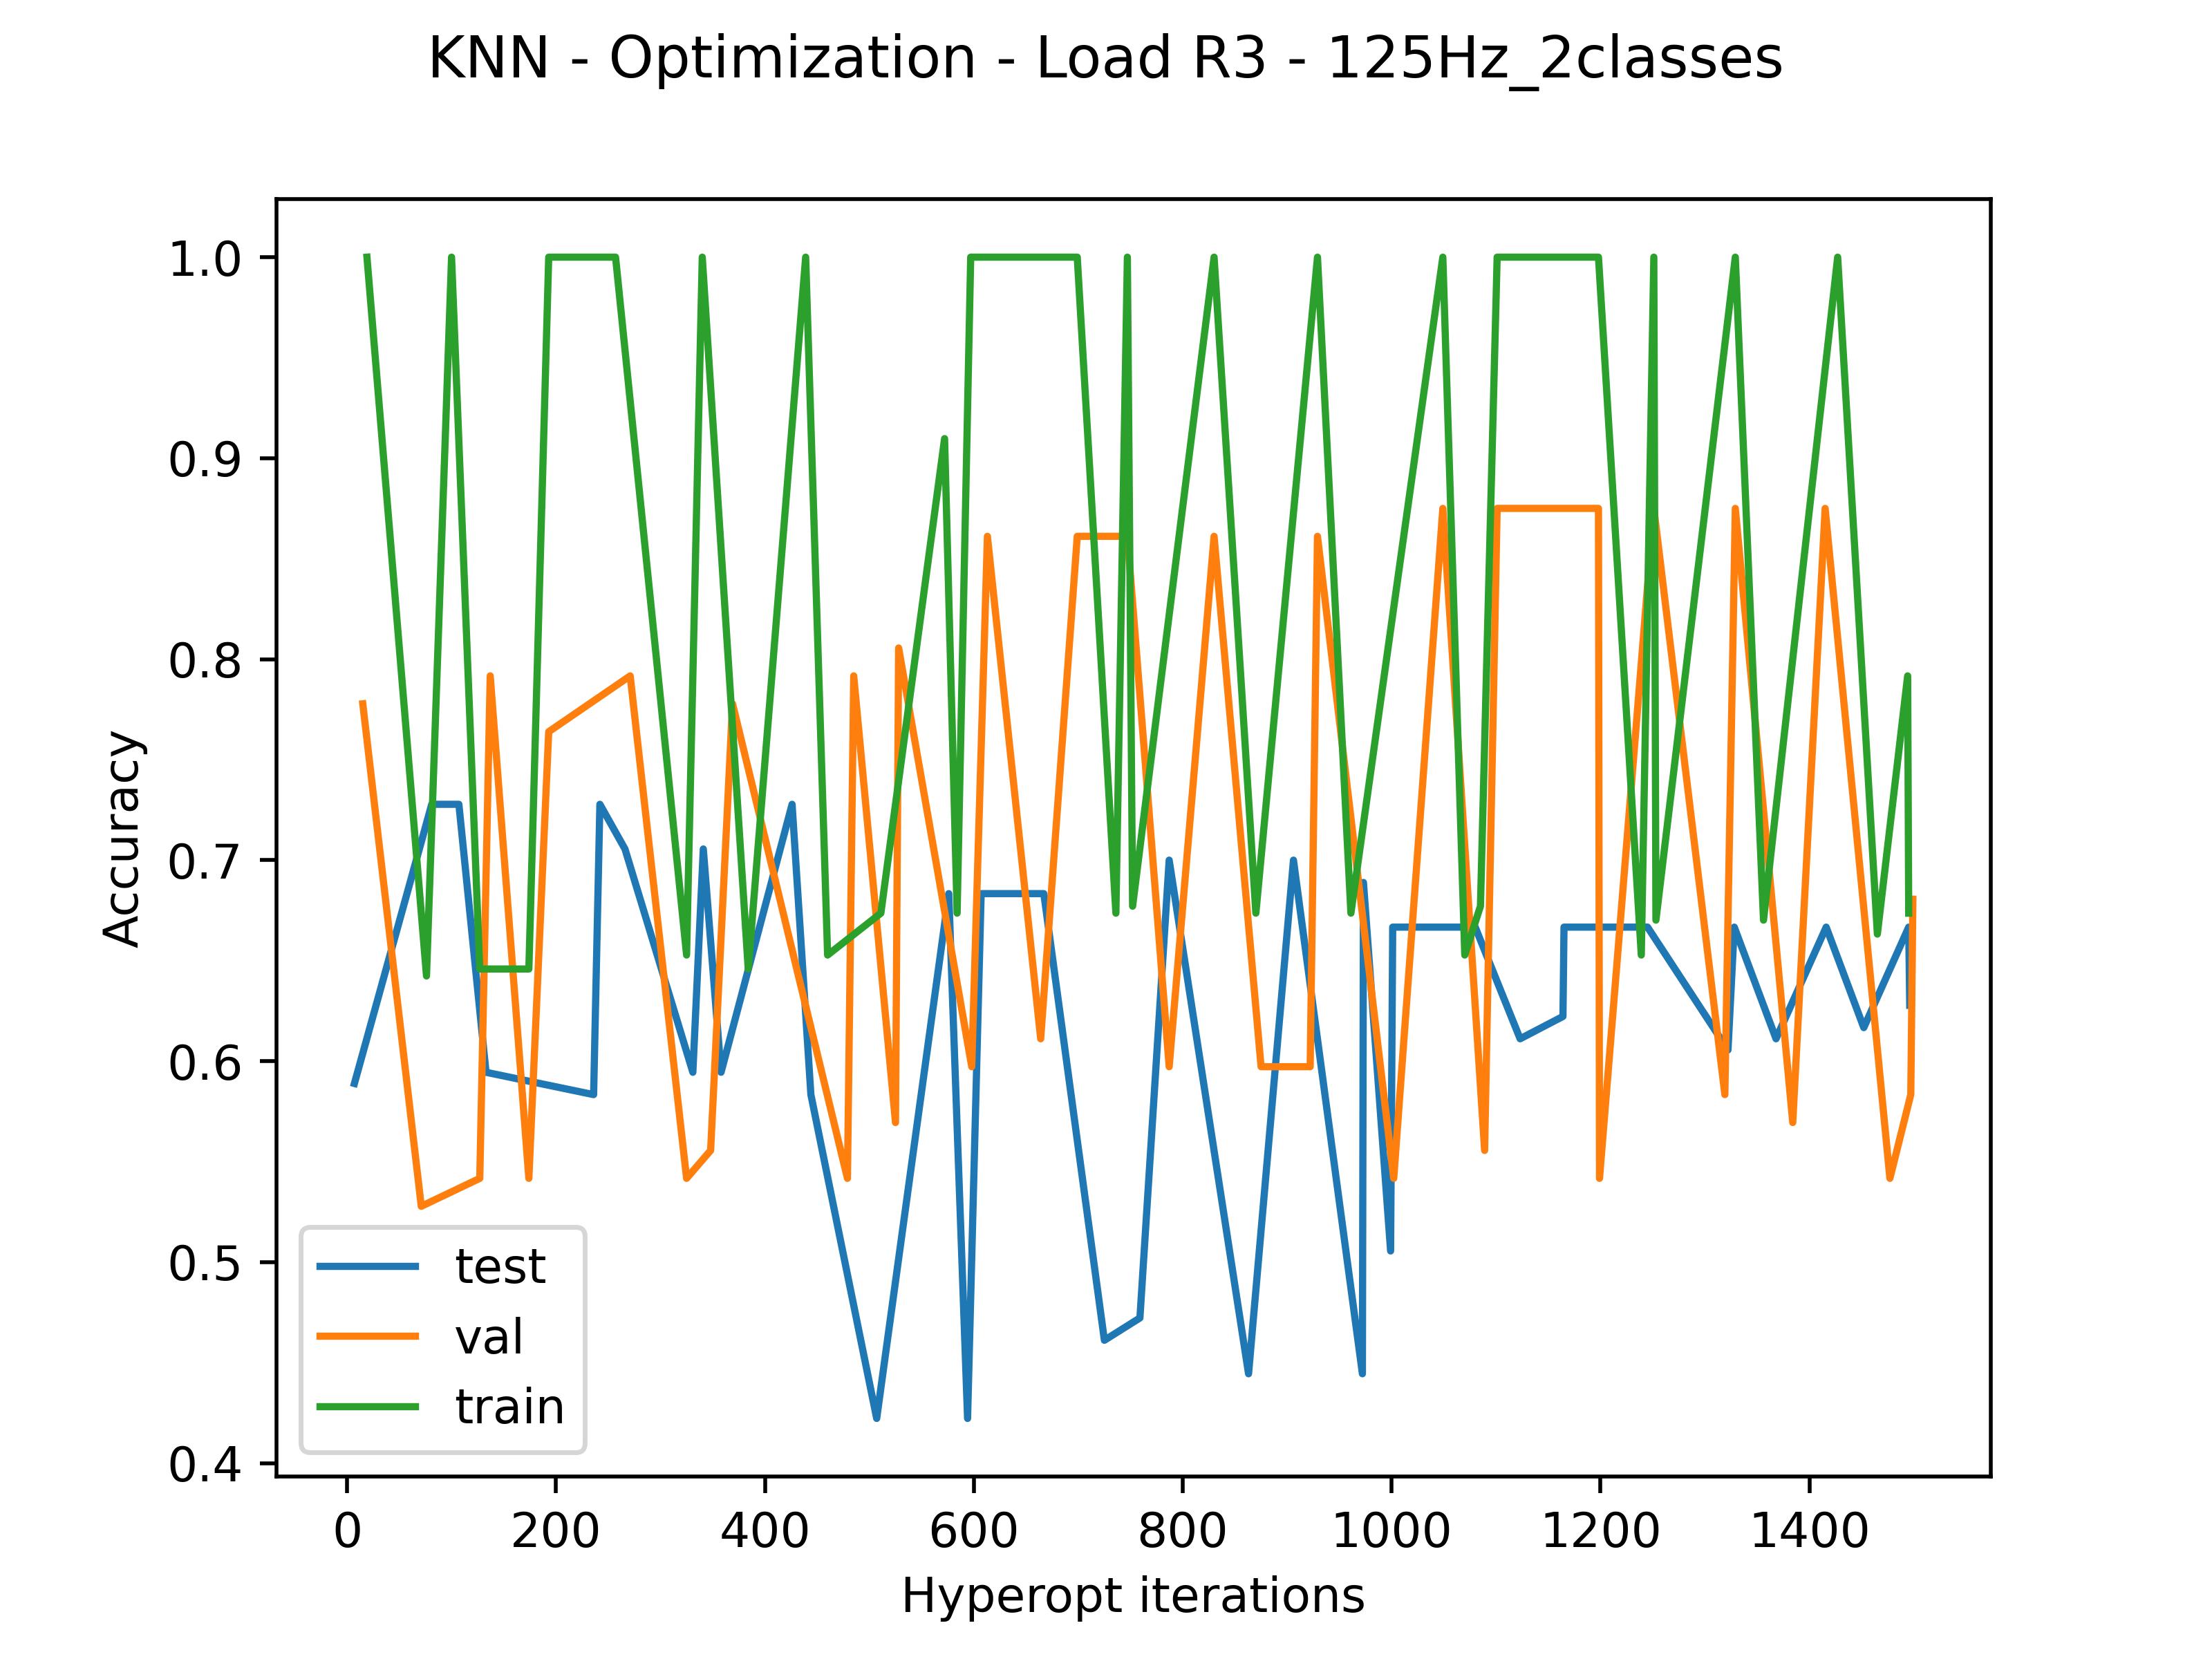 KNN - Optimization - Load R3 - 125Hz_2classes
1.0
0.9
0.8
0.7
0.6
0.5
0.4
Accuracy
test
val
train
0 200 400 600 800 1000 1200 1400
Hyperopt iterations